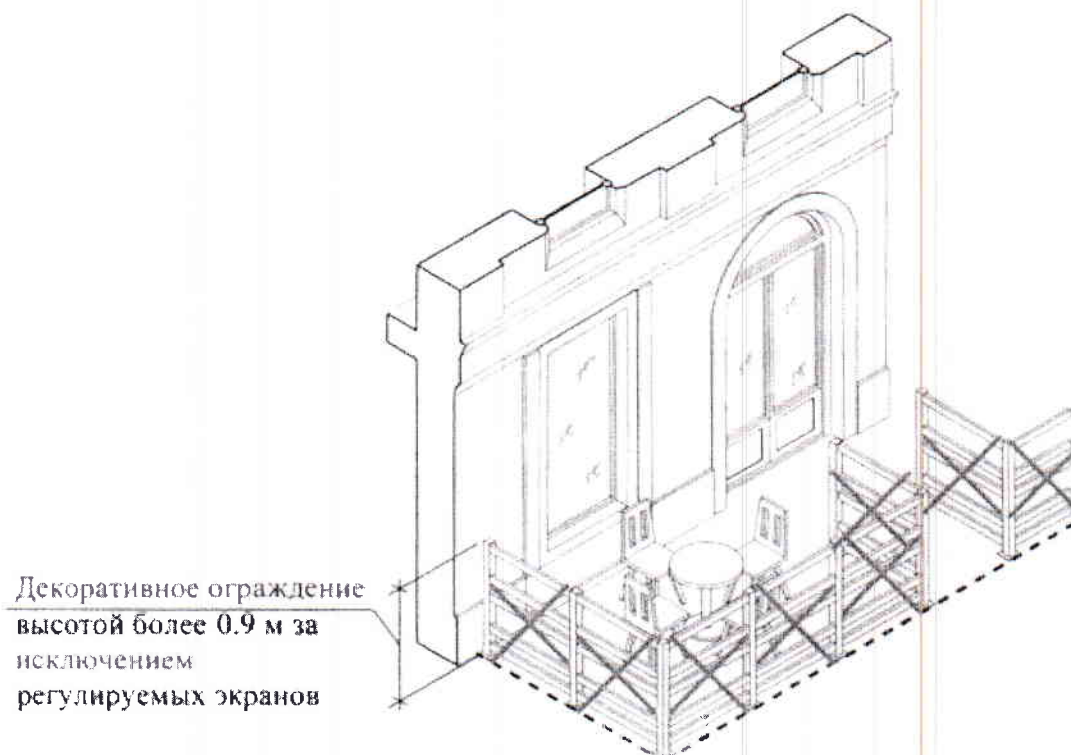 Декоративное ограждение
высотой более 0.9 м за
исключением
регулируемых экранов